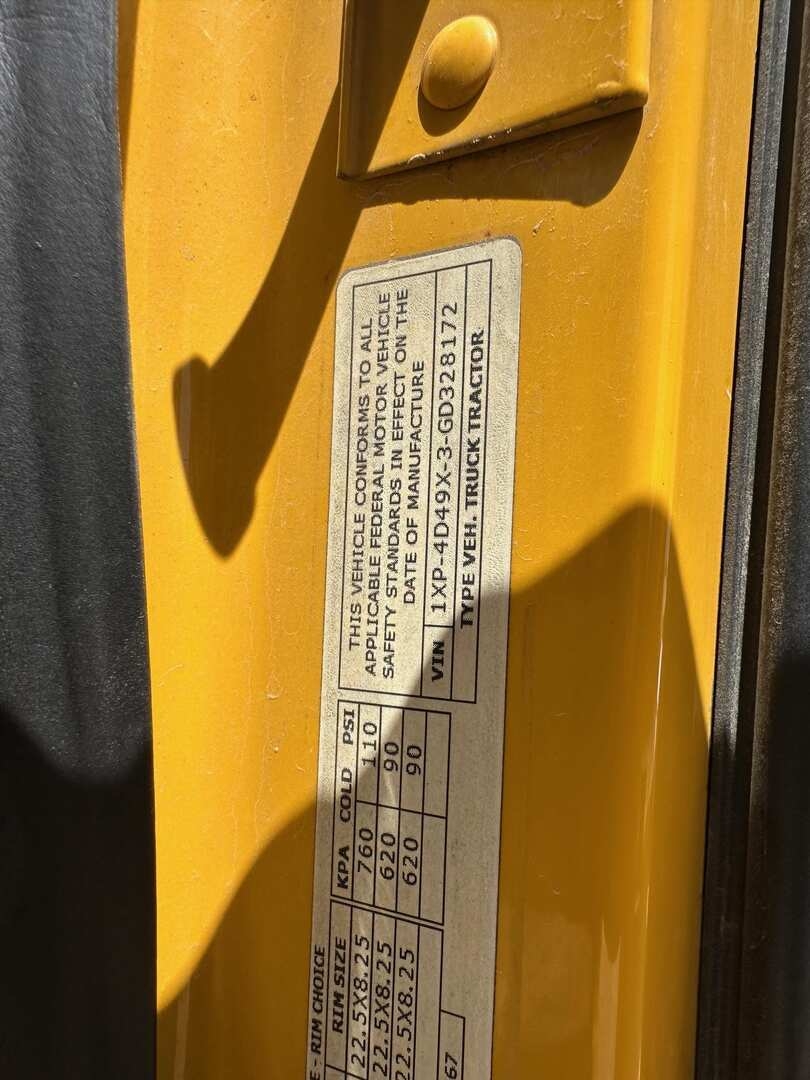 E - RIM CHOICE
RIM SIZE
KPA COLD PSI
22.5X8.25 760 110
22.5X8.25 620 90
22.5X8.25 620 90
67
THIS VEHICLE CONFORMS TO ALL
APPLICABLE FEDERAL MOTOR VEHICLE
SAFETY STANDARDS IN EFFECT ON THE
DATE OF MANUFACTURE
VIN 1XP-4D49X-3-GD328172
TYPE VEH. TRUCK TRACTOR